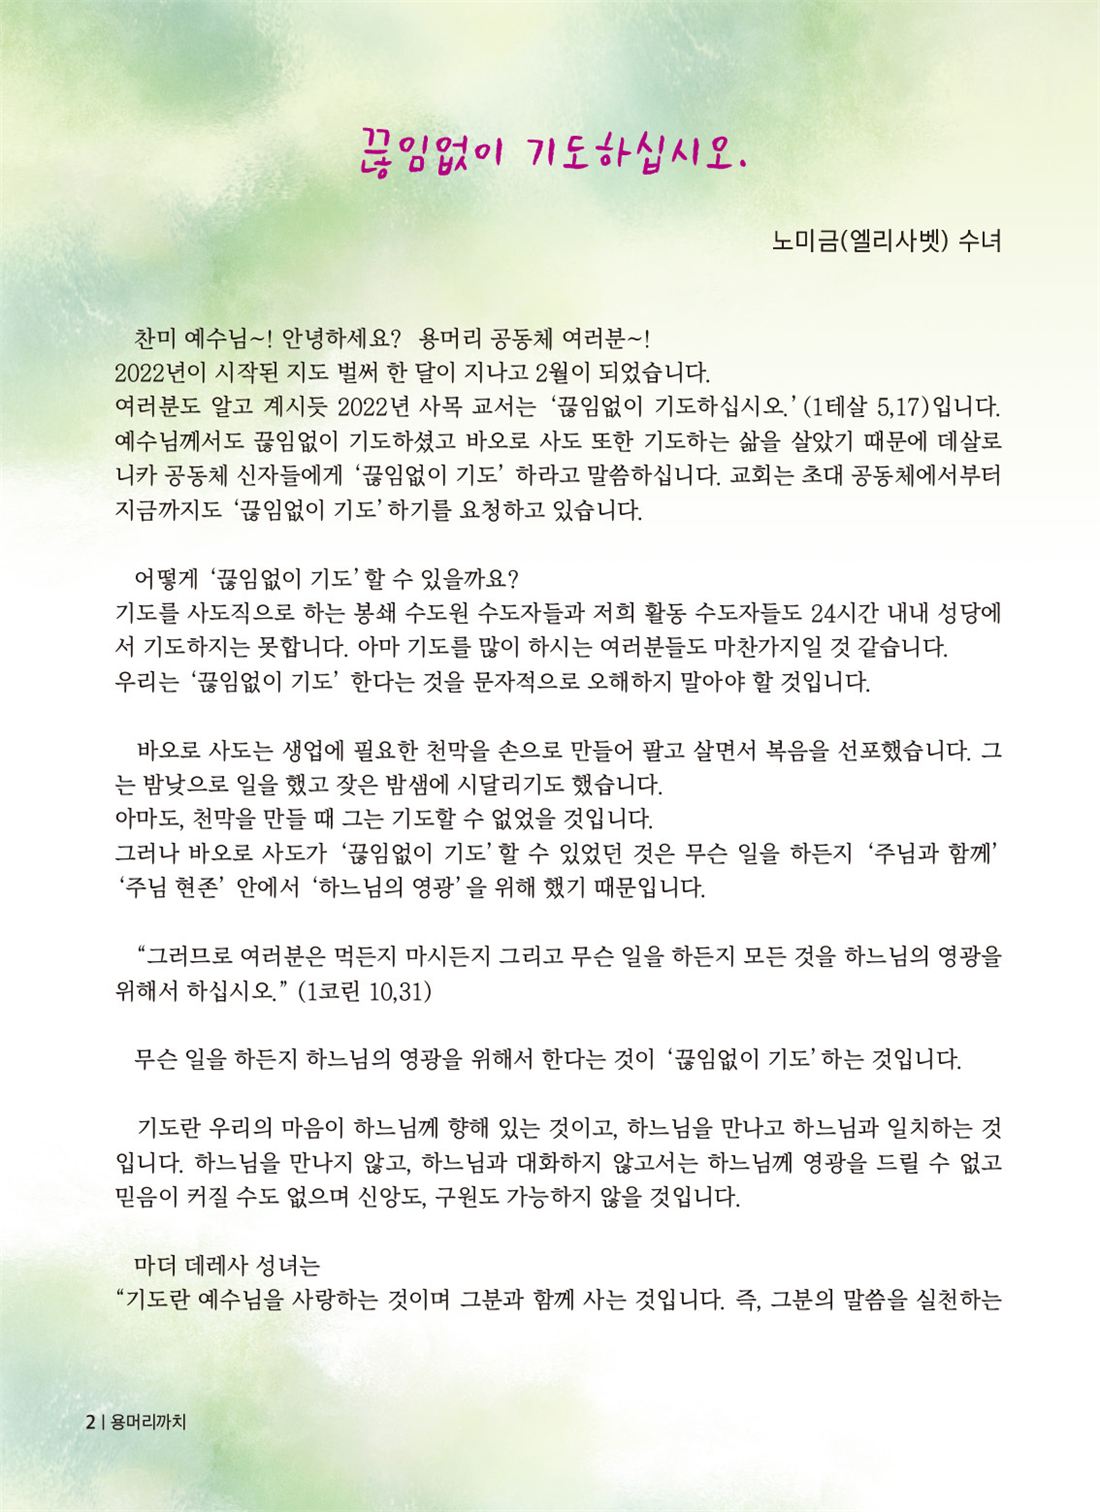 끊임없이 기도하십시오.
노미금(엘리사벳) 수녀
찬미 예수님~! 안녕하세요? 용머리 공동체 여러분~!
2022년이 시작된 지도 벌써 한 달이 지나고 2월이 되었습니다.
여러분도 알고 계시듯 2022년 사목 교서는 ‘끊임없이 기도하십시오.’(1테살 5,17)입니다.
예수님께서도 끊임없이 기도하셨고 바오로 사도 또한 기도하는 삶을 살았기 때문에 데살로
니카 공동체 신자들에게 ‘끊임없이 기도’ 하라고 말씀하십니다. 교회는 초대 공동체에서부터
지금까지도 ‘끊임없이 기도’하기를 요청하고 있습니다.
어떻게 ‘끊임없이 기도’할 수 있을까요?
기도를 사도직으로 하는 봉쇄 수도원 수도자들과 저희 활동 수도자들도 24시간 내내 성당에
서 기도하지는 못합니다. 아마 기도를 많이 하시는 여러분들도 마찬가지일 것 같습니다.
우리는 ‘끊임없이 기도’ 한다는 것을 문자적으로 오해하지 말아야 할 것입니다.
바오로 사도는 생업에 필요한 천막을 손으로 만들어 팔고 살면서 복음을 선포했습니다. 그
는 밤낮으로 일을 했고 잦은 밤샘에 시달리기도 했습니다.
아마도, 천막을 만들 때 그는 기도할 수 없었을 것입니다.
그러나 바오로 사도가 ‘끊임없이 기도’할 수 있었던 것은 무슨 일을 하든지 ‘주님과 함께’
‘주님 현존’ 안에서 ‘하느님의 영광’을 위해 했기 때문입니다.
“그러므로 여러분은 먹든지 마시든지 그리고 무슨 일을 하든지 모든 것을 하느님의 영광을
위해서 하십시오.” (1코린 10,31)
무슨 일을 하든지 하느님의 영광을 위해서 한다는 것이 ‘끊임없이 기도’하는 것입니다.
기도란 우리의 마음이 하느님께 향해 있는 것이고, 하느님을 만나고 하느님과 일치하는 것
입니다. 하느님을 만나지 않고, 하느님과 대화하지 않고서는 하느님께 영광을 드릴 수 없고
믿음이 커질 수도 없으며 신앙도, 구원도 가능하지 않을 것입니다.
마더 데레사 성녀는
“기도란 예수님을 사랑하는 것이며 그분과 함께 사는 것입니다. 즉, 그분의 말씀을 실천하는
2 | 용머리까치